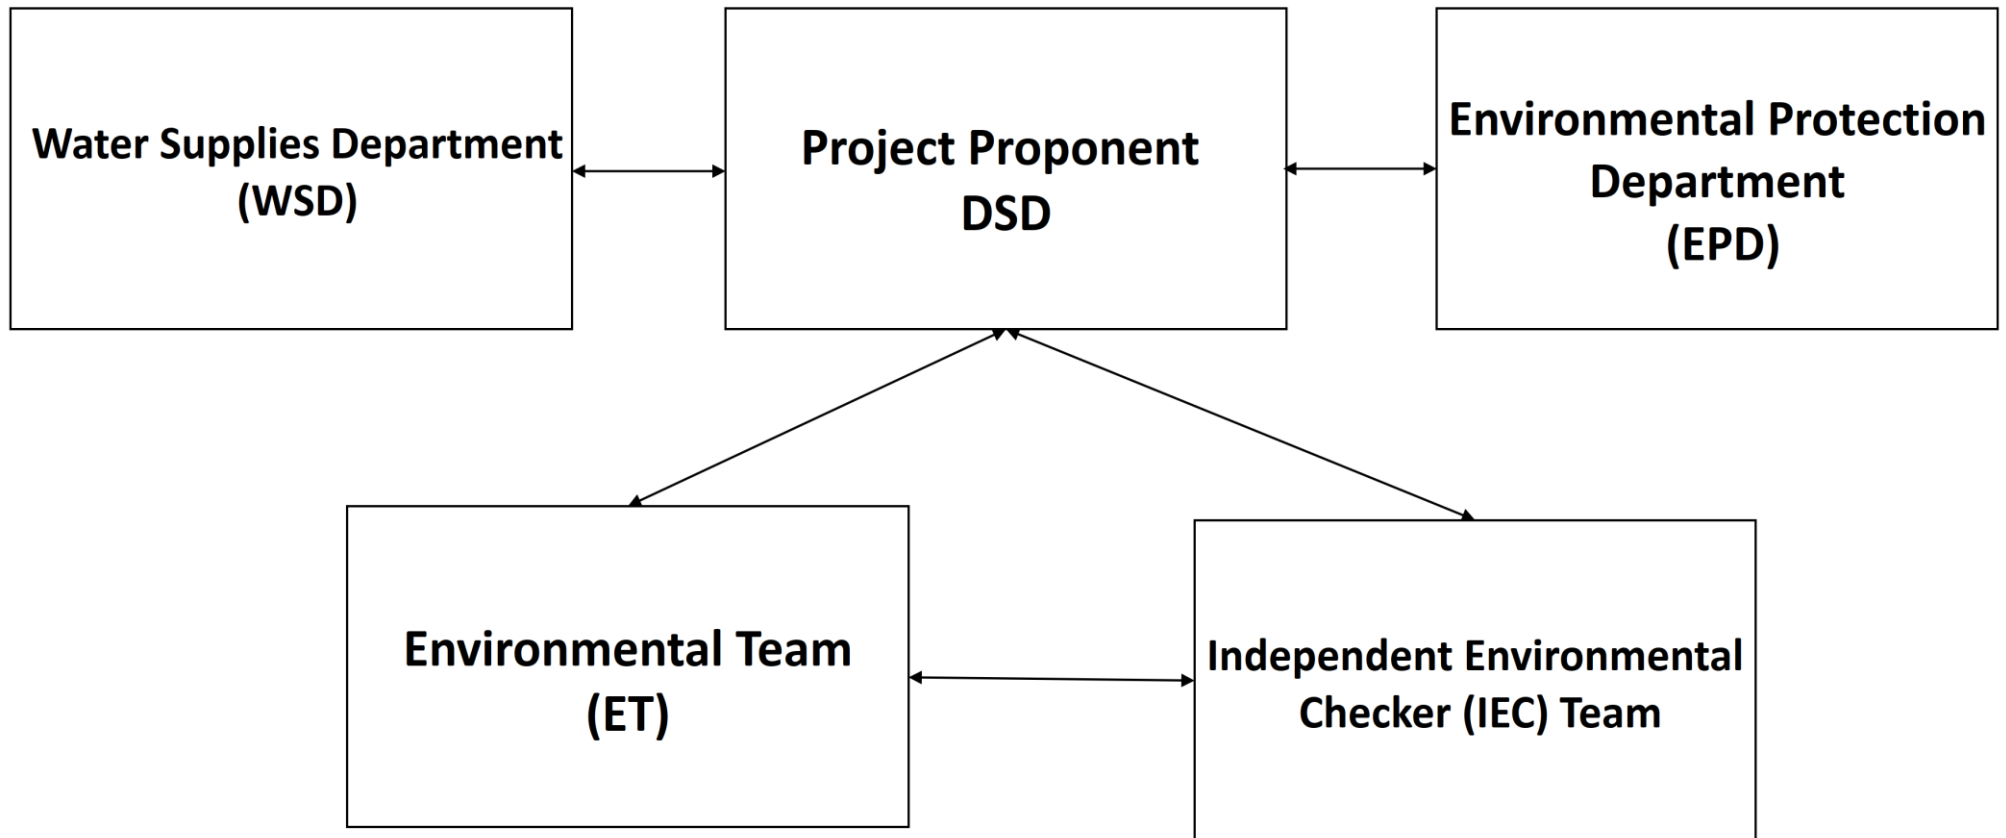 Water Supplies Department
(WSD)
Project Proponent
DSD
Environmental Protection
Department
(EPD)
Environmental Team
(ET)
Independent Environmental
Checker (IEC) Team